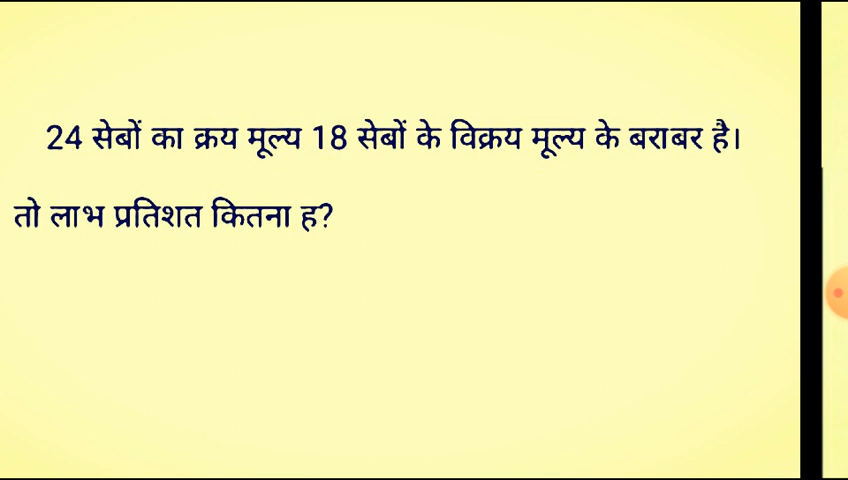 24 सेबों का क्रय मूल्य 18 सेबों के विक्रय मूल्य के बराबर है।
तो लाभ प्रतिशत कितना ह?